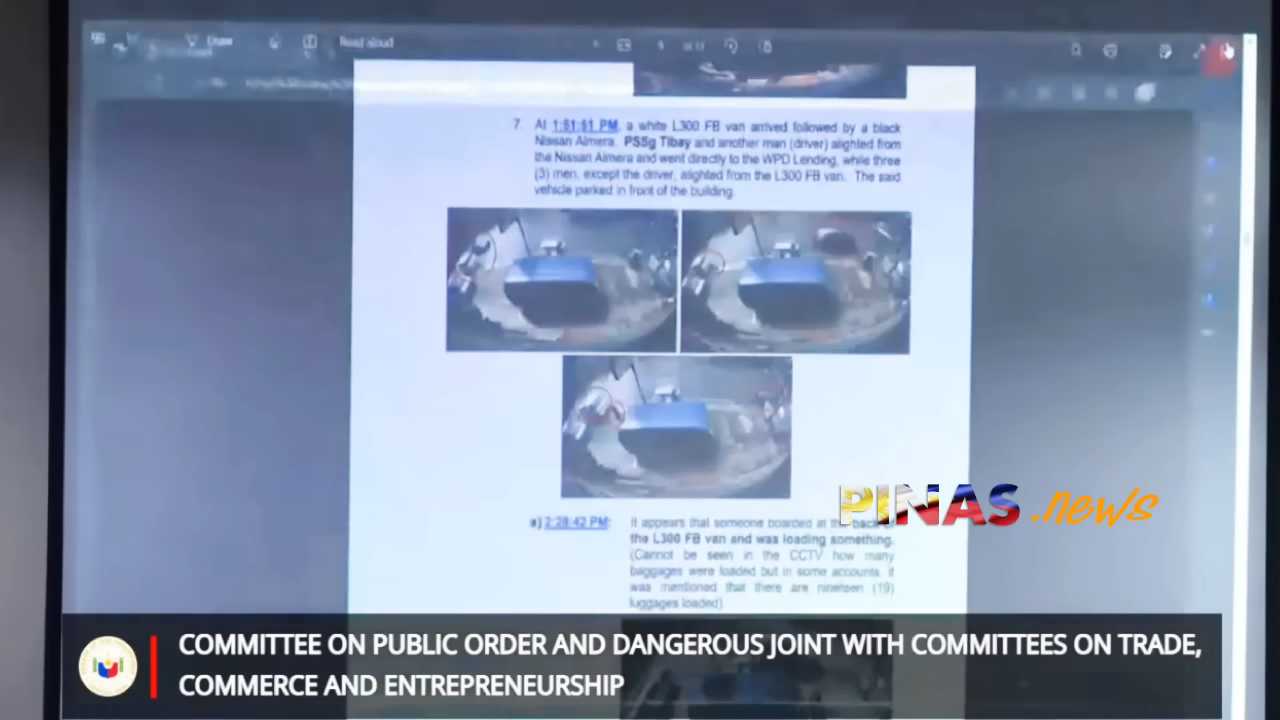 Draw
Read aloud
7. At 1:51:51 PM, a white L300 FB van arrived followed by a black
Nissan Almera. PSSg Tibay and another man (driver) alighted from
the Nissan Almera and went directly to the WPD Lending, while three
(3) men, except the driver, alighted from the L300 FB van. The said
vehicle parked in front of the building.
PINAS.news
a) 2:28:42 PM: It appears that someone boarded at the back of
the L300 FB van and was loading something.
(Cannot be seen in the CCTV how many
baggages were loaded but in some accounts, it
was mentioned that there are nineteen (19)
luggages loaded)
COMMITTEE ON PUBLIC ORDER AND DANGEROUS JOINT WITH COMMITTEES ON TRADE,
COMMERCE AND ENTREPRENEURSHIP